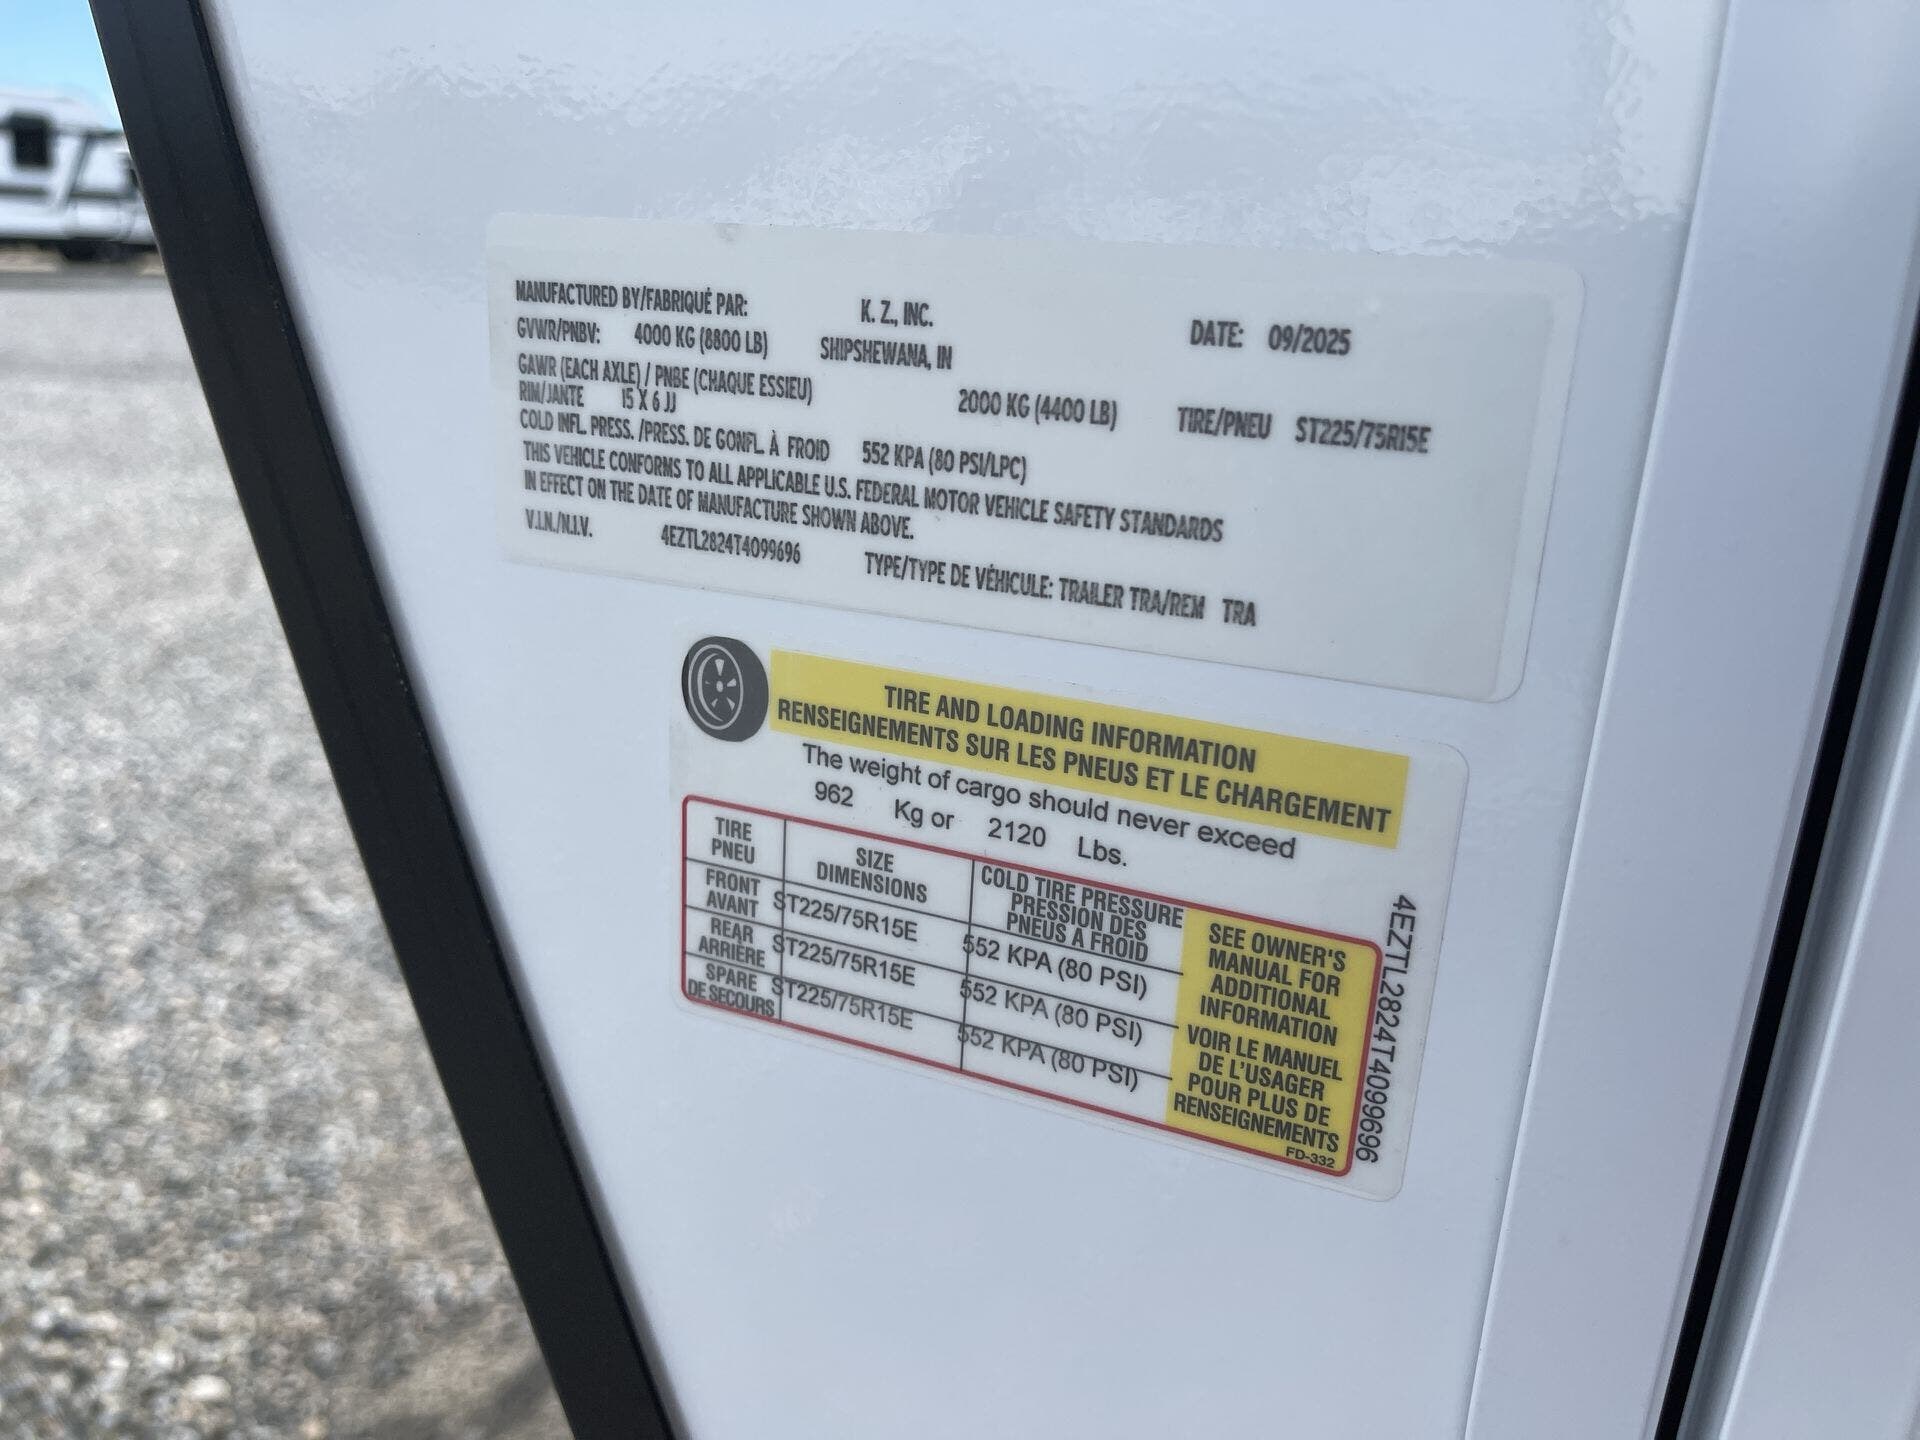 MANUFACTURED BY/FABRIQUÉ PAR: K. Z., INC. DATE: 09/2025
GVWR/PNBV: 4000 KG (8800 LB) SHIPSHEWANA, IN
GAWR (EACH AXLE) / PNBE (CHAQUE ESSIEU) 2000 KG (4400 LB) TIRE/PNEU ST225/75R15E
RIM/JANTE 15 X 6 JJ
COLD INFL. PRESS. /PRESS. DE GONFL. À FROID 552 KPA (80 PSI/LPC)
THIS VEHICLE CONFORMS TO ALL APPLICABLE U.S. FEDERAL MOTOR VEHICLE SAFETY STANDARDS
IN EFFECT ON THE DATE OF MANUFACTURE SHOWN ABOVE.
V.I.N./N.I.V. 4EZTL2824T4099696 TYPE/TYPE DE VÉHICULE: TRAILER TRA/REM TRA
TIRE AND LOADING INFORMATION
RENSEIGNEMENTS SUR LES PNEUS ET LE CHARGEMENT
The weight of cargo should never exceed
962 Kg or 2120 Lbs.
TIRE
PNEU
SIZE
DIMENSIONS
COLD TIRE PRESSURE
PRESSION DES
PNEUS A FROID
FRONT
AVANT
ST225/75R15E
552 KPA (80 PSI)
REAR
ARRIÈRE
ST225/75R15E
552 KPA (80 PSI)
SPARE
DE SECOURS
ST225/75R15E
552 KPA (80 PSI)
SEE OWNER'S
MANUAL FOR
ADDITIONAL
INFORMATION
VOIR LE MANUEL
DE L'USAGER
POUR PLUS DE
RENSEIGNEMENTS
FD-332
4EZTL2824T4099696